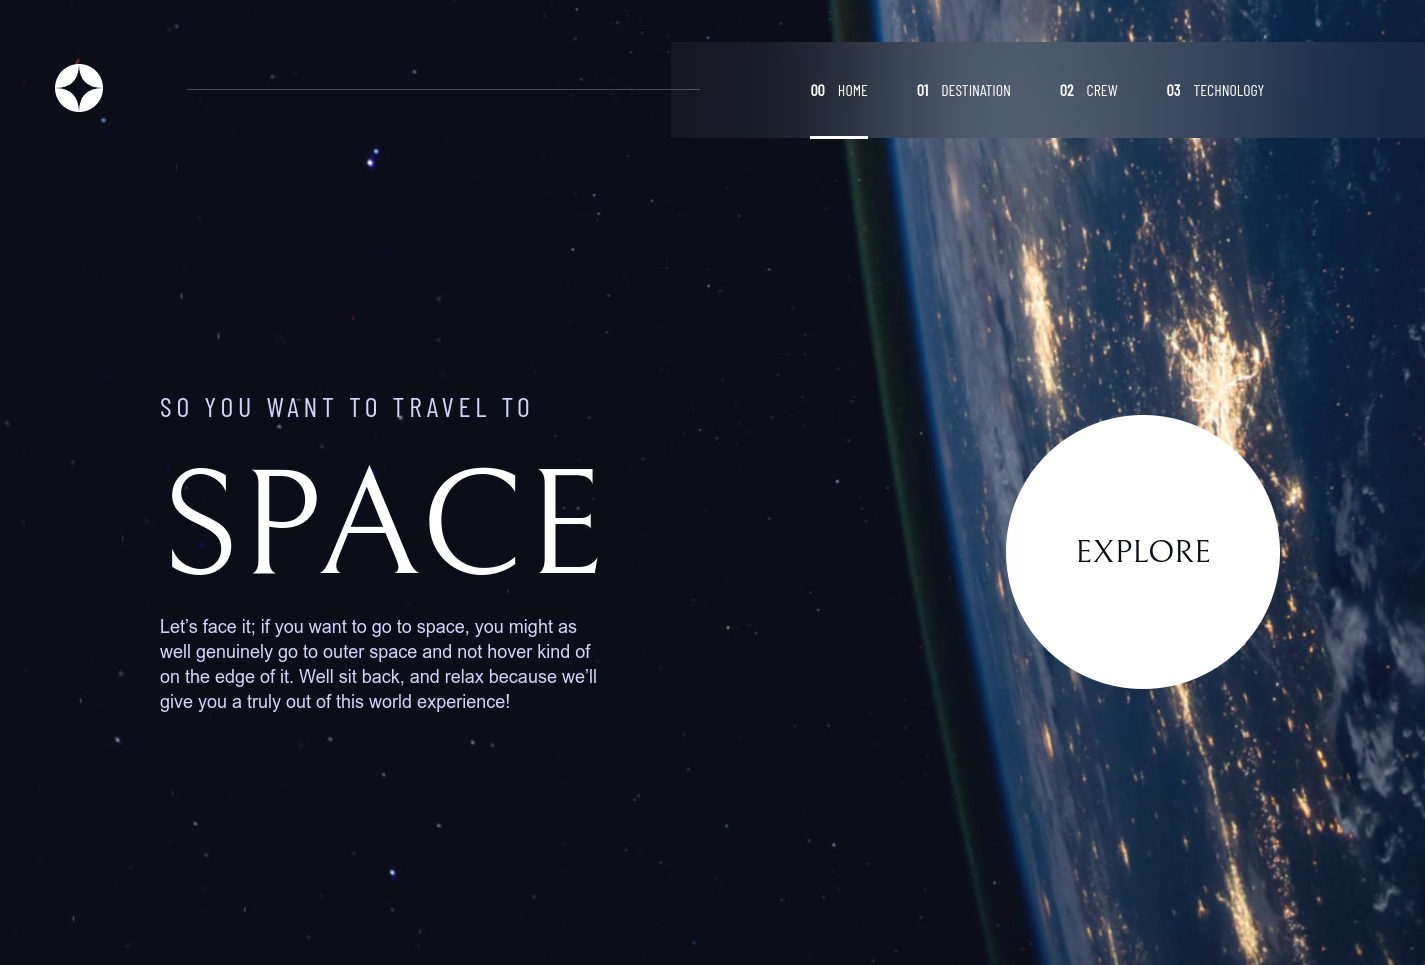 00 HOME 01 DESTINATION 02 CREW 03 TECHNOLOGY
SO YOU WANT TO TRAVEL TO
SPACE
Let’s face it; if you want to go to space, you might as
well genuinely go to outer space and not hover kind of
on the edge of it. Well sit back, and relax because we’ll
give you a truly out of this world experience!
EXPLORE